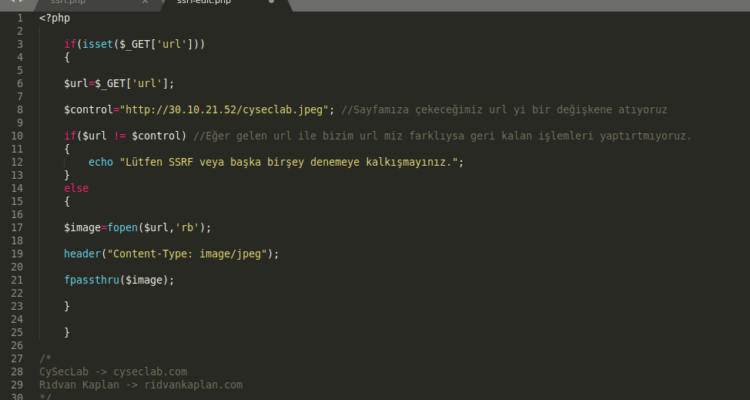 ssrf.php × ssrf-edit.php
1 <?php
2
3 if(isset($_GET['url']))
4 {
5
6 $url=$_GET['url'];
7
8 $control="http://30.10.21.52/cyseclab.jpeg"; //Sayfamıza çekeceğimiz url yi bir değişkene atıyoruz
9
10 if($url != $control) //Eğer gelen url ile bizim url miz farklıysa geri kalan işlemleri yaptırtmıyoruz.
11 {
12 echo "Lütfen SSRF veya başka birşey denemeye kalkışmayınız.";
13 }
14 else
15 {
16
17 $image=fopen($url,'rb');
18
19 header("Content-Type: image/jpeg");
20
21 fpassthru($image);
22
23 }
24
25 }
26
27 /*
28 CySecLab -> cyseclab.com
29 Rıdvan Kaplan -> ridvankaplan.com
30 */